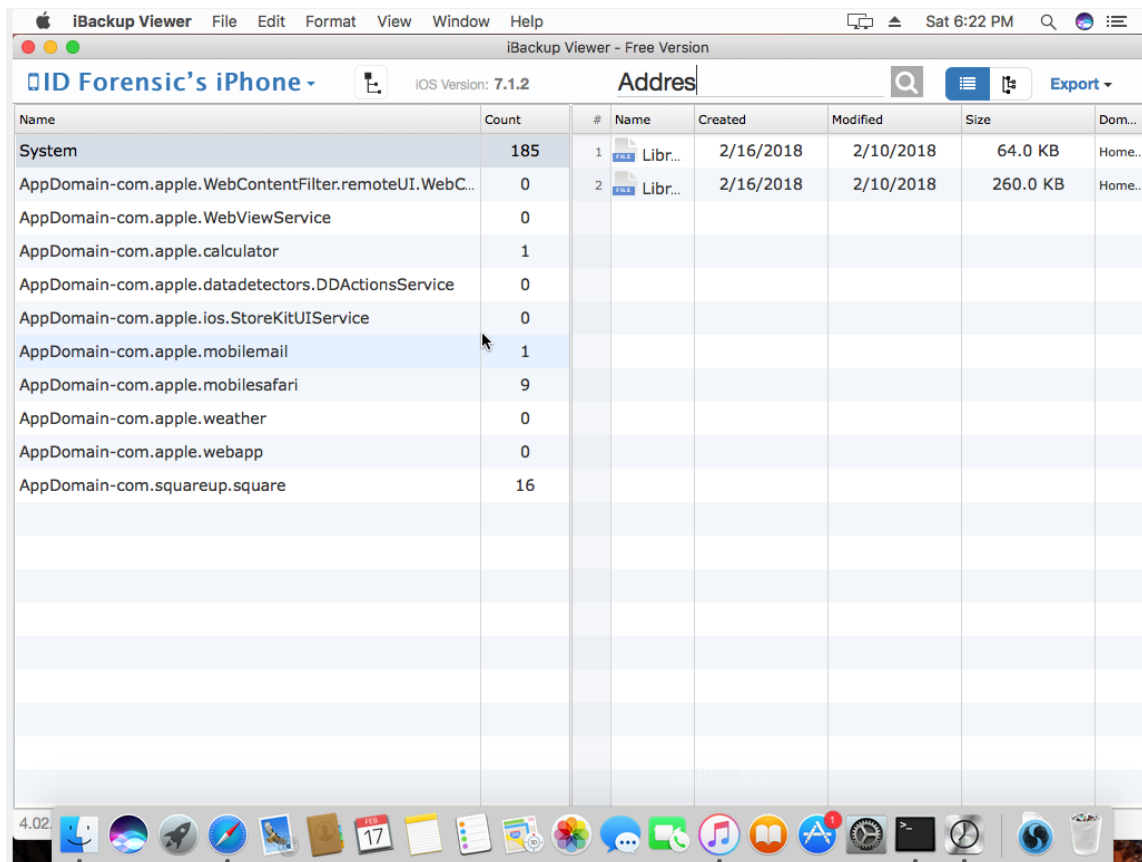 iBackup Viewer File Edit Format View Window Help Sat 6:22 PM
iBackup Viewer - Free Version
ID Forensic's iPhone iOS Version: 7.1.2 Addres Export
Name Count # Name Created Modified Size Dom...
System 185 1 FILE Libr... 2/16/2018 2/10/2018 64.0 KB Home..
AppDomain-com.apple.WebContentFilter.remoteUI.WebC... 0 2 FILE Libr... 2/16/2018 2/10/2018 260.0 KB Home..
AppDomain-com.apple.WebViewService 0
AppDomain-com.apple.calculator 1
AppDomain-com.apple.datadetectors.DDActionsService 0
AppDomain-com.apple.ios.StoreKitUIService 0
AppDomain-com.apple.mobilemail 1
AppDomain-com.apple.mobilesafari 9
AppDomain-com.apple.weather 0
AppDomain-com.apple.webapp 0
AppDomain-com.squareup.square 16
4.02.
FEB
17
1